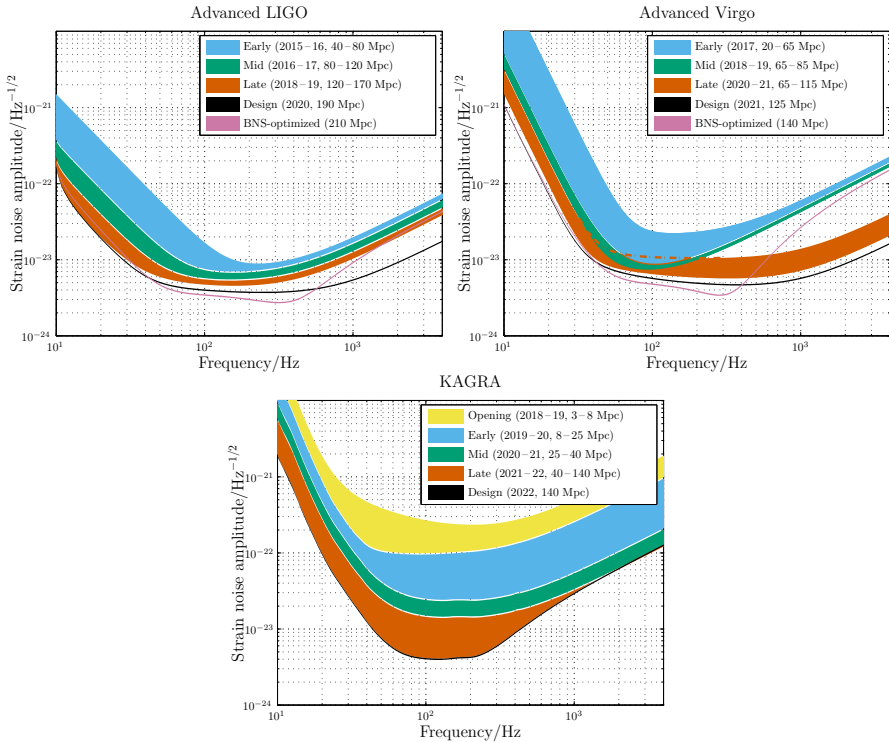 Advanced LIGO
Early (2015–16, 40–80 Mpc)
Mid (2016–17, 80–120 Mpc)
Late (2018–19, 120–170 Mpc)
Design (2020, 190 Mpc)
BNS-optimized (210 Mpc)
Strain noise amplitude/Hz^{-1/2}
10^{-21}
10^{-22}
10^{-23}
10^{-24}
10^1
10^2
10^3
Frequency/Hz
Advanced Virgo
Early (2017, 20–65 Mpc)
Mid (2018–19, 65–85 Mpc)
Late (2020–21, 65–115 Mpc)
Design (2021, 125 Mpc)
BNS-optimized (140 Mpc)
Strain noise amplitude/Hz^{-1/2}
10^{-21}
10^{-22}
10^{-23}
10^{-24}
10^1
10^2
10^3
Frequency/Hz
KAGRA
Opening (2018–19, 3–8 Mpc)
Early (2019–20, 8–25 Mpc)
Mid (2020–21, 25–40 Mpc)
Late (2021–22, 40–140 Mpc)
Design (2022, 140 Mpc)
Strain noise amplitude/Hz^{-1/2}
10^{-21}
10^{-22}
10^{-23}
10^{-24}
10^1
10^2
10^3
Frequency/Hz